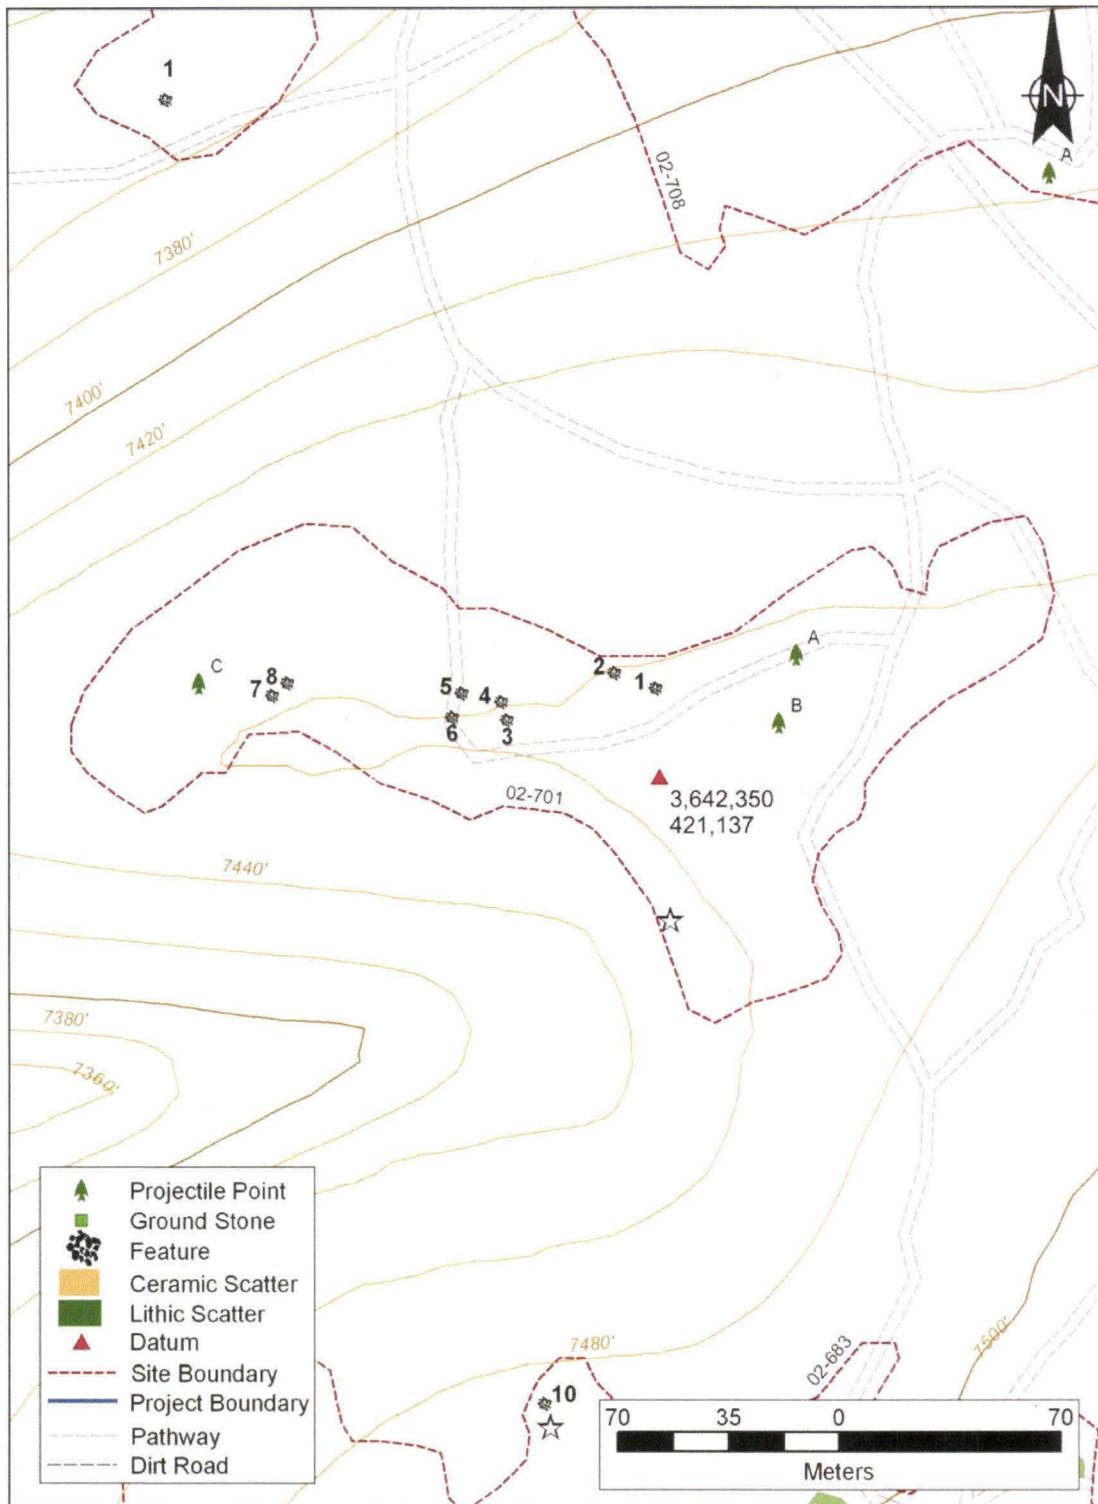 1
N
A
02-708
7380'
7400'
7420'
C
8
7
5
4
6
3
2
1
A
B
02-701
3,642,350
421,137
7440'
7380'
7360'
Projectile Point
Ground Stone
Feature
Ceramic Scatter
Lithic Scatter
Datum
Site Boundary
Project Boundary
Pathway
Dirt Road
7480'
02-683
7500'
10
70 35 0 70
Meters